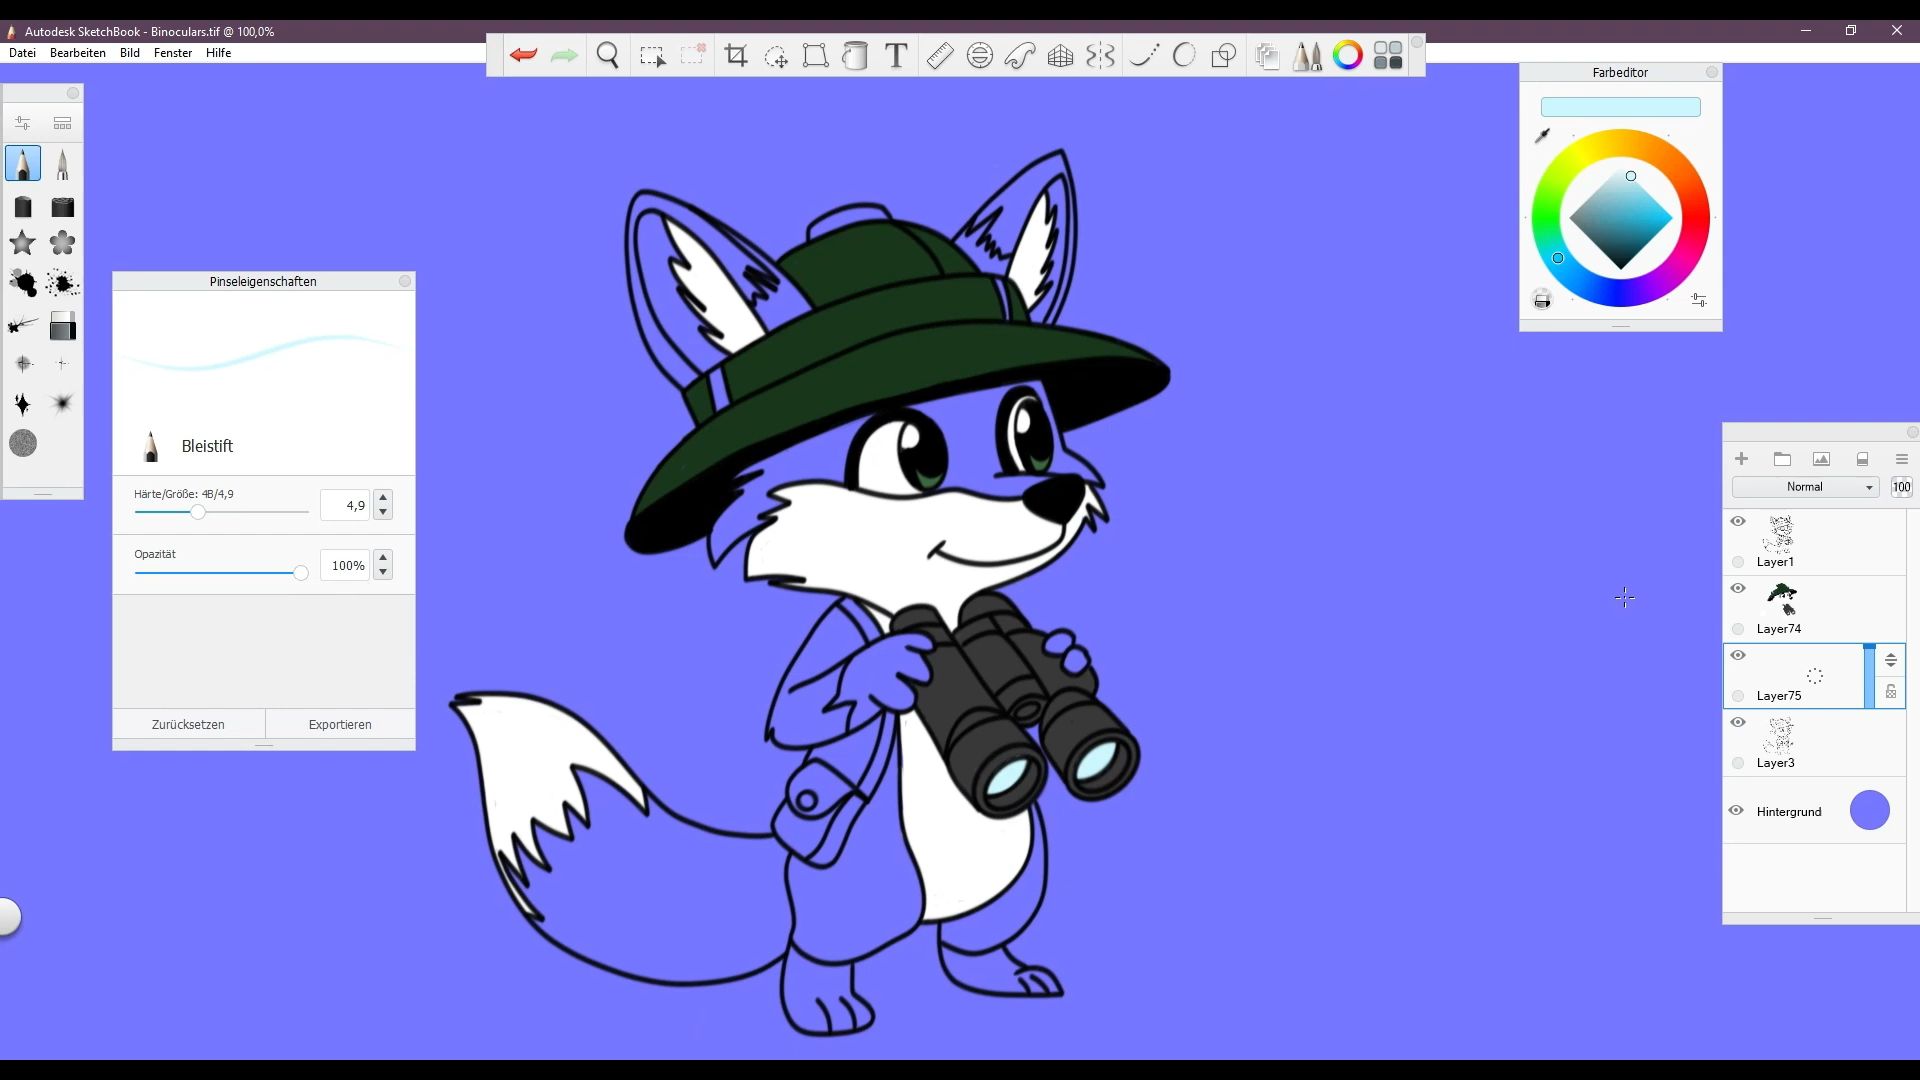 Autodesk SketchBook - Binoculars.tif @ 100,0%
Datei Bearbeiten Bild Fenster Hilfe
T
Farbeditor
Pinseleigenschaften
Bleistift
Härte/Größe: 4B/4,9
4,9
Opazität
100%
Zurücksetzen Exportieren
Normal 100
Layer1
Layer74
Layer75
Layer3
Hintergrund